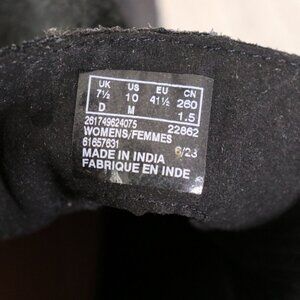 UK US EU CN
7½ 10 41½ 260
D M 1.5
261749624075 22862
WOMENS/FEMMES
61657631 6/23
MADE IN INDIA
FABRIQUE EN INDE